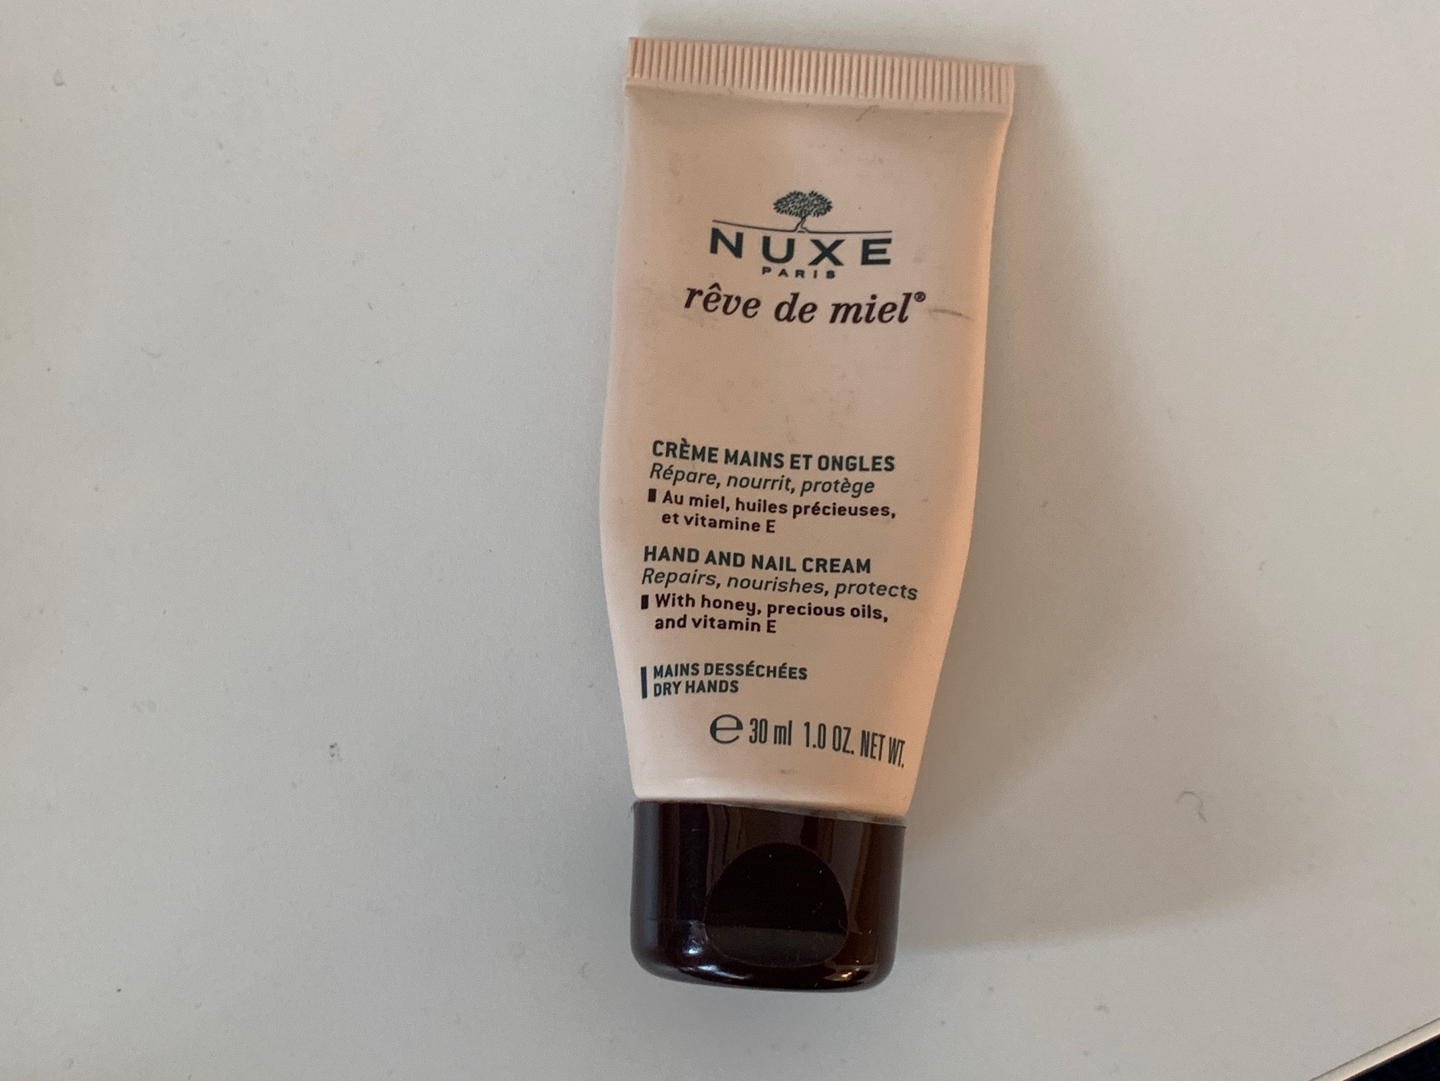 NUXE
PARIS
rêve de miel®
CRÈME MAINS ET ONGLES
Répare, nourrit, protège
Au miel, huiles précieuses,
et vitamine E
HAND AND NAIL CREAM
Repairs, nourishes, protects
With honey, precious oils,
and vitamin E
MAINS DESSÉCHÉES
DRY HANDS
℮ 30 ml 1.0 OZ. NET WT.